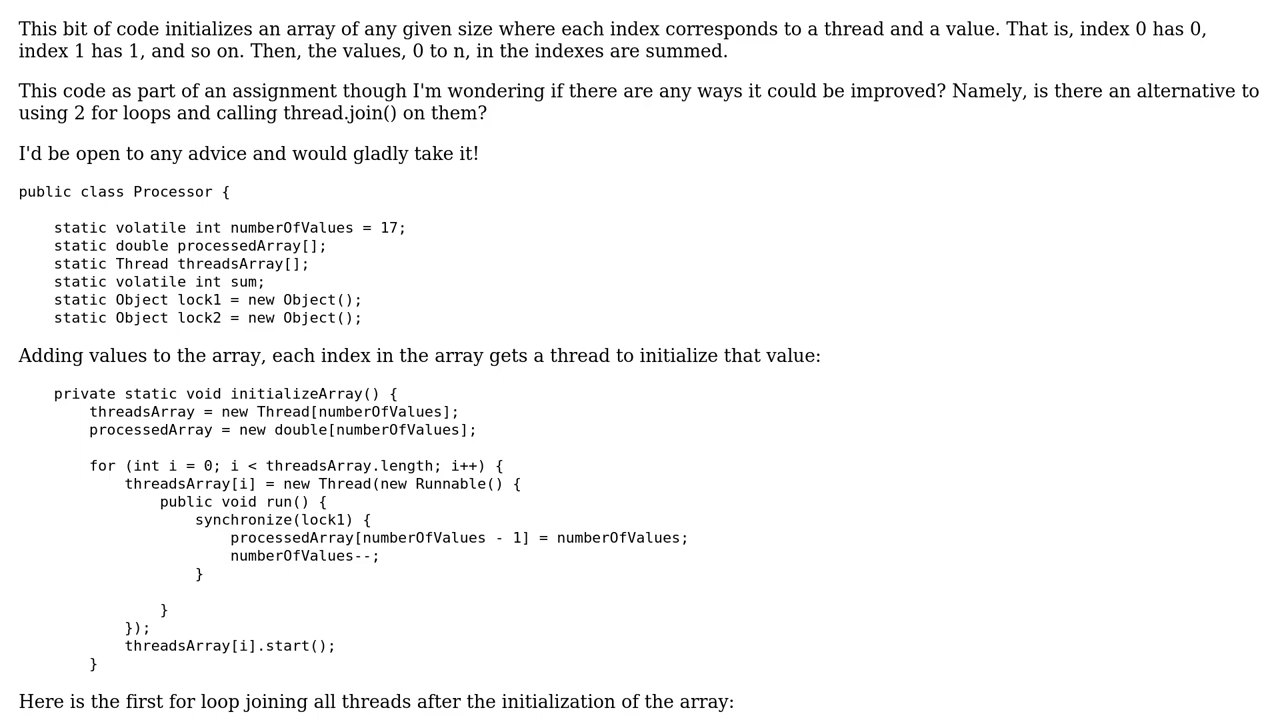 This bit of code initializes an array of any given size where each index corresponds to a thread and a value. That is, index 0 has 0,
index 1 has 1, and so on. Then, the values, 0 to n, in the indexes are summed.
This code as part of an assignment though I'm wondering if there are any ways it could be improved? Namely, is there an alternative to
using 2 for loops and calling thread.join() on them?
I'd be open to any advice and would gladly take it!
public class Processor {
    static volatile int numberOfValues = 17;
    static double processedArray[];
    static Thread threadsArray[];
    static volatile int sum;
    static Object lock1 = new Object();
    static Object lock2 = new Object();
Adding values to the array, each index in the array gets a thread to initialize that value:
    private static void initializeArray() {
        threadsArray = new Thread[numberOfValues];
        processedArray = new double[numberOfValues];
        for (int i = 0; i < threadsArray.length; i++) {
            threadsArray[i] = new Thread(new Runnable() {
                public void run() {
                    synchronize(lock1) {
                        processedArray[numberOfValues - 1] = numberOfValues;
                        numberOfValues--;
                    }
                }
            });
            threadsArray[i].start();
        }
Here is the first for loop joining all threads after the initialization of the array: